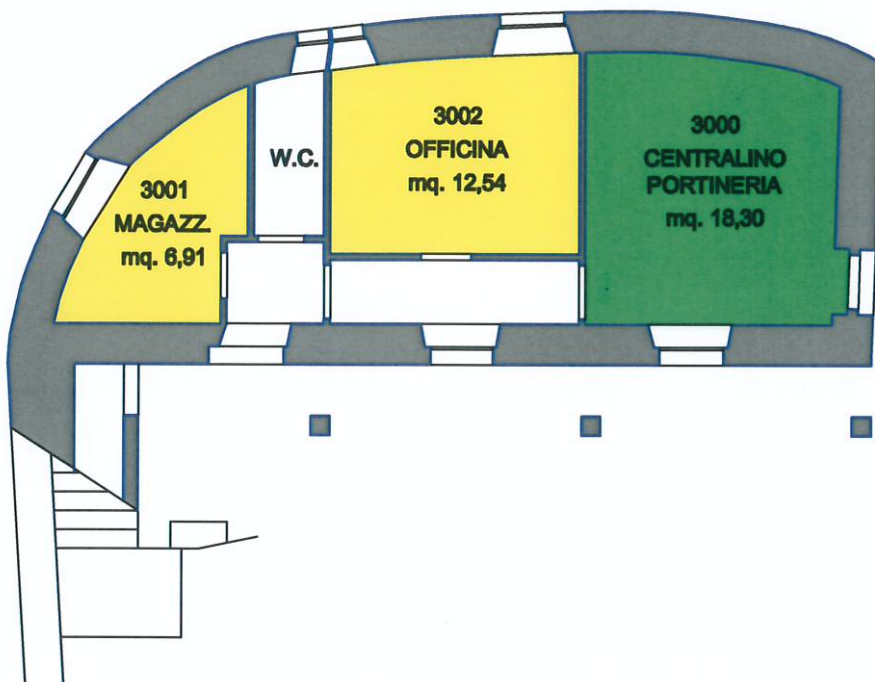 3001
MAGAZZ.
mq. 6,91
W.C.
3002
OFFICINA
mq. 12,54
3000
CENTRALINO
PORTINERIA
mq. 18,30